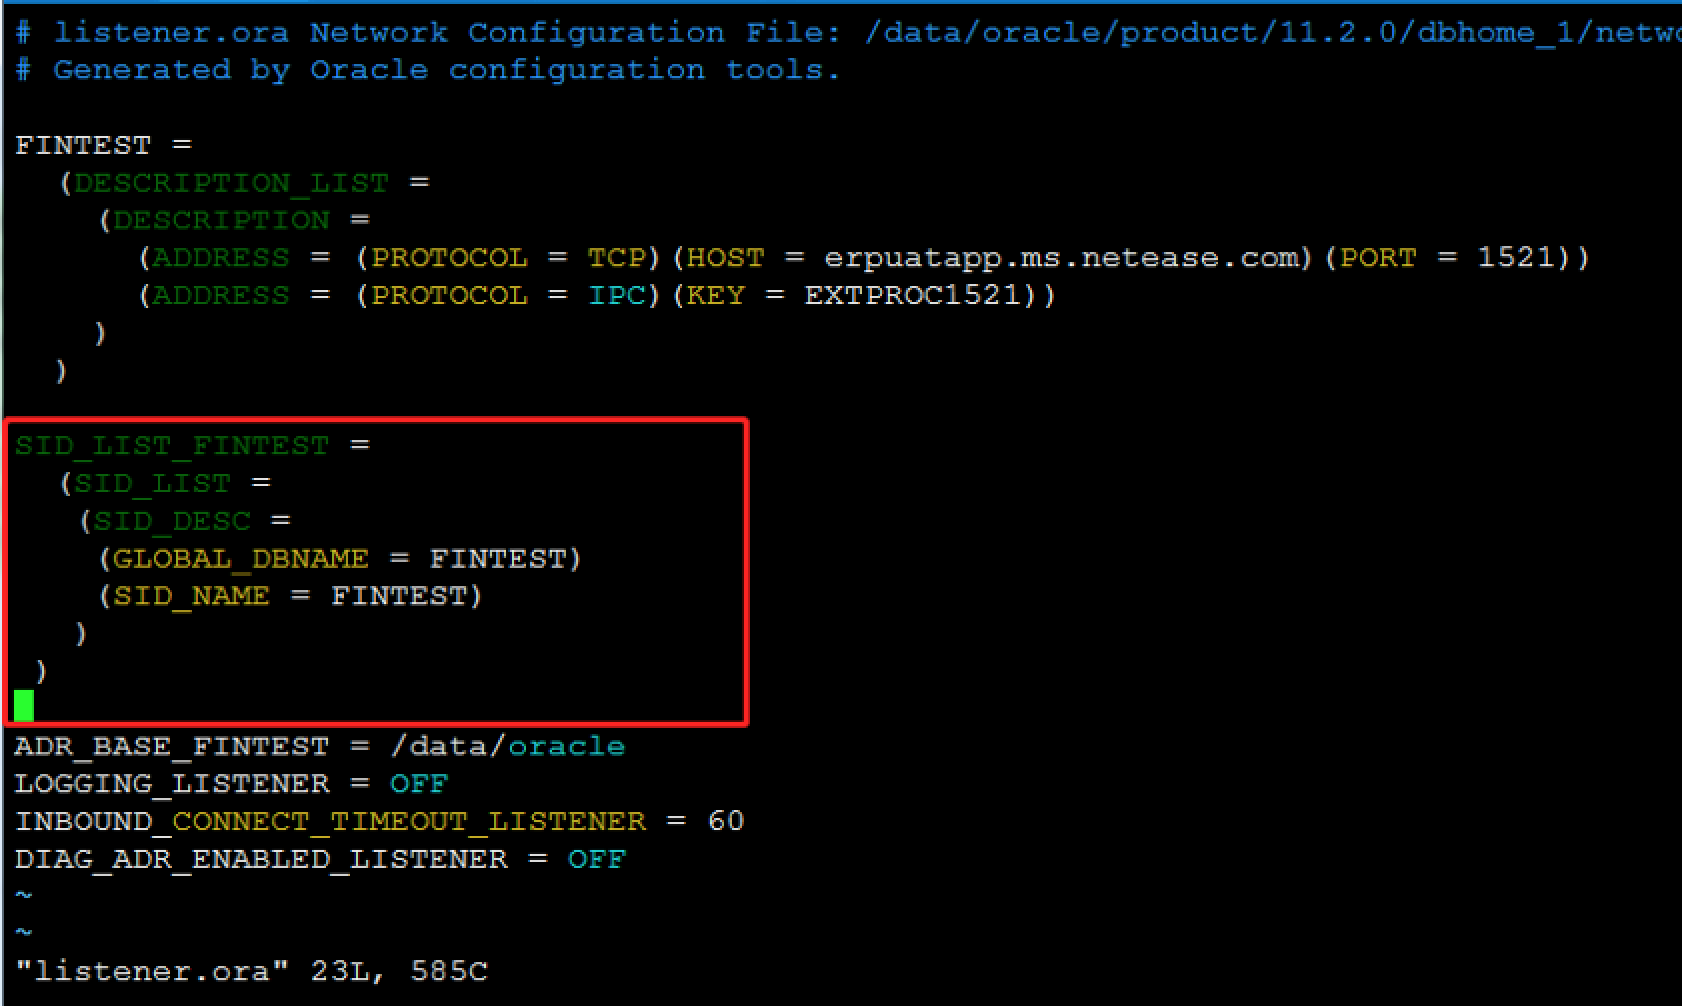 # listener.ora Network Configuration File: /data/oracle/product/11.2.0/dbhome_1/netw
# Generated by Oracle configuration tools.
FINTEST =
(DESCRIPTION_LIST =
(DESCRIPTION =
(ADDRESS = (PROTOCOL = TCP)(HOST = erpuatapp.ms.netease.com)(PORT = 1521))
(ADDRESS = (PROTOCOL = IPC)(KEY = EXTPROC1521))
)
)
SID_LIST_FINTEST =
(SID_LIST =
(SID_DESC =
(GLOBAL_DBNAME = FINTEST)
(SID_NAME = FINTEST)
)
)
ADR_BASE_FINTEST = /data/oracle
LOGGING_LISTENER = OFF
INBOUND_CONNECT_TIMEOUT_LISTENER = 60
DIAG_ADR_ENABLED_LISTENER = OFF
~
~
"listener.ora" 23L, 585C